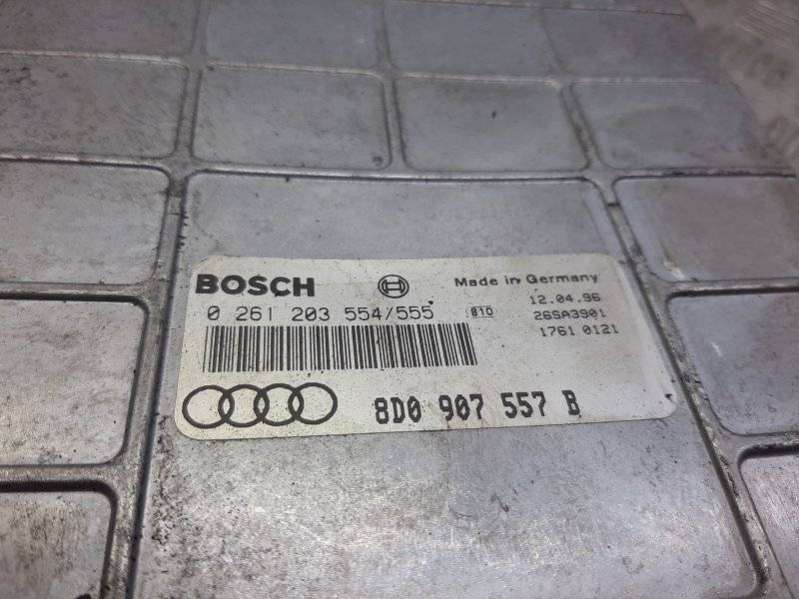 BOSCH
Made in Germany
0 261 203 554/555
810
12.04.96
26SA3901
1761 0121
8D0 907 557 B